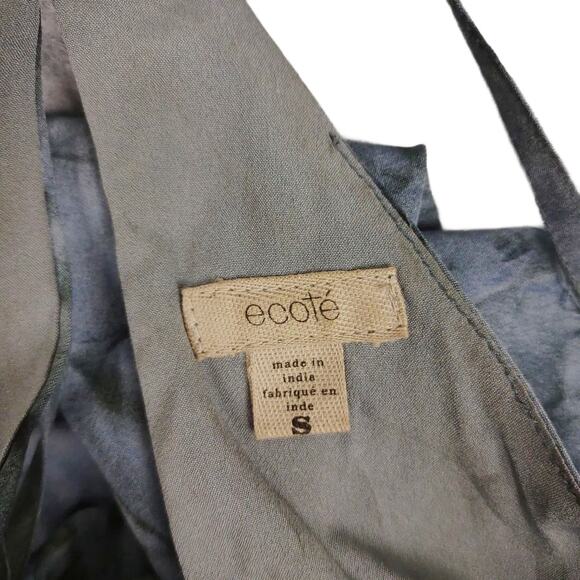 ecoté
made in
india
fabriqué en
inde
S